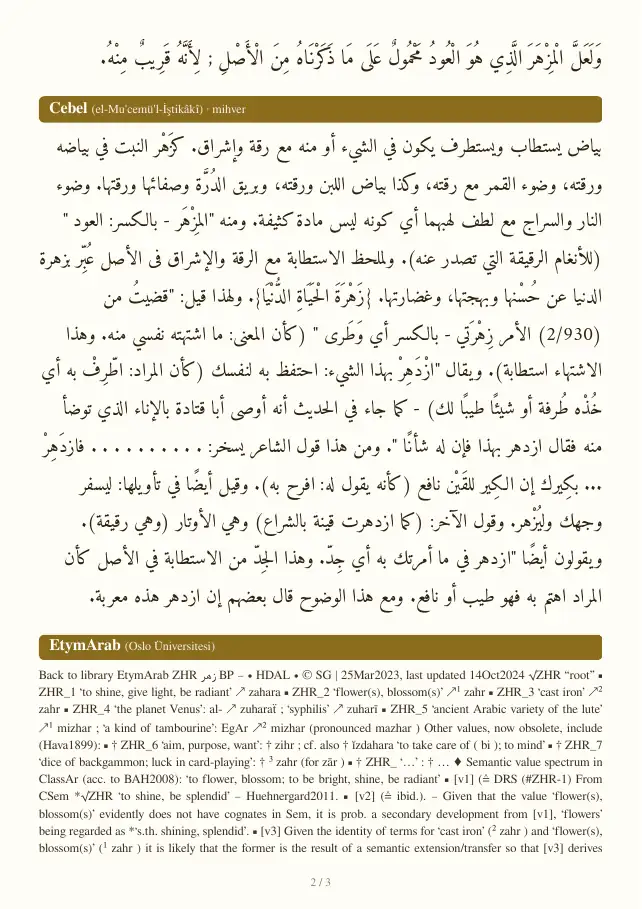 وَلَعَلَّ الْمِزْهَرَ الَّذِي هُوَ الْعُودُ مَحْمُولٌ عَلَى مَا ذَكَرْنَاهُ مِنَ الْأَصْلِ ; لِأَنَّهُ قَرِيبٌ مِنْهُ.
Cebel (el-Mu'cemü'l-İştikâkî) · mihver
بياض يستطاب ويستطرف يكون في الشيء أو منه مع رقة وإشراق. كَزَهْر النبت في بياضه
ورقته، وضوء القمر مع رقته، وكذا بياض اللبن ورقته، وبريق الدُرَّة وصفائها ورقتها. وضوء
النار والسراج مع لطف لهبهما أي كونه ليس مادة كثيفة. ومنه "المِزْهَر - بالكسر: العود "
(للأنغام الرقيقة التي تصدر عنه). ولملحظ الاستطابة مع الرقة والإشراق فى الأصل عُبِّر بزهرة
الدنيا عن حُسْنها وبهجتها، وغضارتها. {زَهْرَةَ الْحَيَاةِ الدُّنْيَا}. ولهذا قيل: "قضيتُ من
(2/930) الأمر زِهْرَتي - بالكسر أي وَطَرى " (كأن المعنى: ما اشتهته نفسي منه. وهذا
الاشتهاء استطابة). ويقال "ازْدَهِرْ بهذا الشيء: احتفظ به لنفسك (كأن المراد: اطَّرِفْ به أي
خُذْه طُرفة أو شيئًا طيبًا لك) - كما جاء في الحديث أنه أوصى أبا قتادة بالإناء الذي توضأ
منه فقال ازدهر بهذا فإن له شأنًا ". ومن هذا قول الشاعر يسخر: . . . . . . . . . . فازدَهِرْ
... بكِيرك إن الكِير للقَيْن نافع (كأنه يقول له: افرح به). وقيل أيضًا في تأويلها: ليسفر
وجهك وليُزْهر. وقول الآخر: (كما ازدهرت قينة بالشراع) وهي الأوتار (وهي رقيقة).
ويقولون أيضًا "ازدهر في ما أمرتك به أي جِدّ. وهذا الجِدّ من الاستطابة في الأصل كأن
المراد اهتم به فهو طيب أو نافع. ومع هذا الوضوح قال بعضهم إن ازدهر هذه معربة.
EtymArab (Oslo Üniversitesi)
Back to library EtymArab ZHR زهر BP – • HDAL • © SG | 25Mar2023, last updated 14Oct2024 √ZHR “root” ▪
ZHR_1 ‘to shine, give light, be radiant’ ↗ zahara ▪ ZHR_2 ‘flower(s), blossom(s)’ ↗¹ zahr ▪ ZHR_3 ‘cast iron’ ↗²
zahr ▪ ZHR_4 ‘the planet Venus’: al- ↗ zuharaï ; ‘syphilis’ ↗ zuharī ▪ ZHR_5 ‘ancient Arabic variety of the lute’
↗¹ mizhar ; ‘a kind of tambourine’: EgAr ↗² mizhar (pronounced mazhar ) Other values, now obsolete, include
(Hava1899): ▪ † ZHR_6 ‘aim, purpose, want’: † zihr ; cf. also † ĭzdahara ‘to take care of ( bi ); to mind’ ▪ † ZHR_7
‘dice of backgammon; luck in card-playing’: † ³ zahr (for zār ) ▪ † ZHR_ ‘…’ : † … ♦ Semantic value spectrum in
ClassAr (acc. to BAH2008): ‘to flower, blossom; to be bright, shine, be radiant’ ▪ [v1] (≙ DRS (#ZHR-1) From
CSem *√ZHR ‘to shine, be splendid’ – Huehnergard2011. ▪ [v2] (≙ ibid.). – Given that the value ‘flower(s),
blossom(s)’ evidently does not have cognates in Sem, it is prob. a secondary development from [v1], ‘flowers’
being regarded as *‘s.th. shining, splendid’. ▪ [v3] Given the identity of terms for ‘cast iron’ (² zahr ) and ‘flower(s),
blossom(s)’ (¹ zahr ) it is likely that the former is the result of a semantic extension/transfer so that [v3] derives
2 / 3